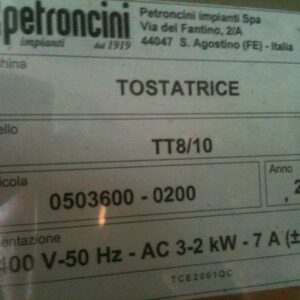 petroncini
impianti dal 1919
Petroncini impianti Spa
Via del Fantino, 2/A
44047 S. Agostino (FE) - Italia
china
TOSTATRICE
ello
TT8/10
icola
0503600 - 0200
Anno
2
entazione
400 V-50 Hz - AC 3-2 kW - 7 A (±
TCE2001QC